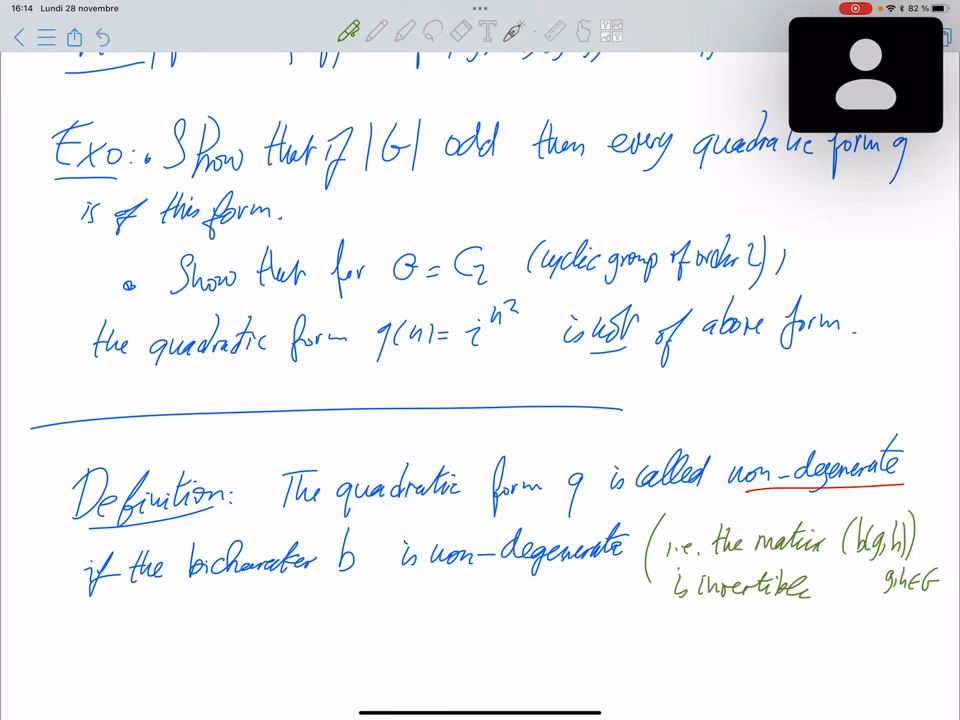 16:14 Lundi 28 novembre
82 %
Exo: • Show that if |G| odd then every quadratic form q
is of this form.
• Show that for G = C₂ (cyclic group of order 2),
the quadratic form q(n) = i^{n²} is not of above form.
Definition: The quadratic form q is called non-degenerate
if the bicharacter b is non-degenerate (i.e. the matrix (b(g,h))
is invertible g,h∈G